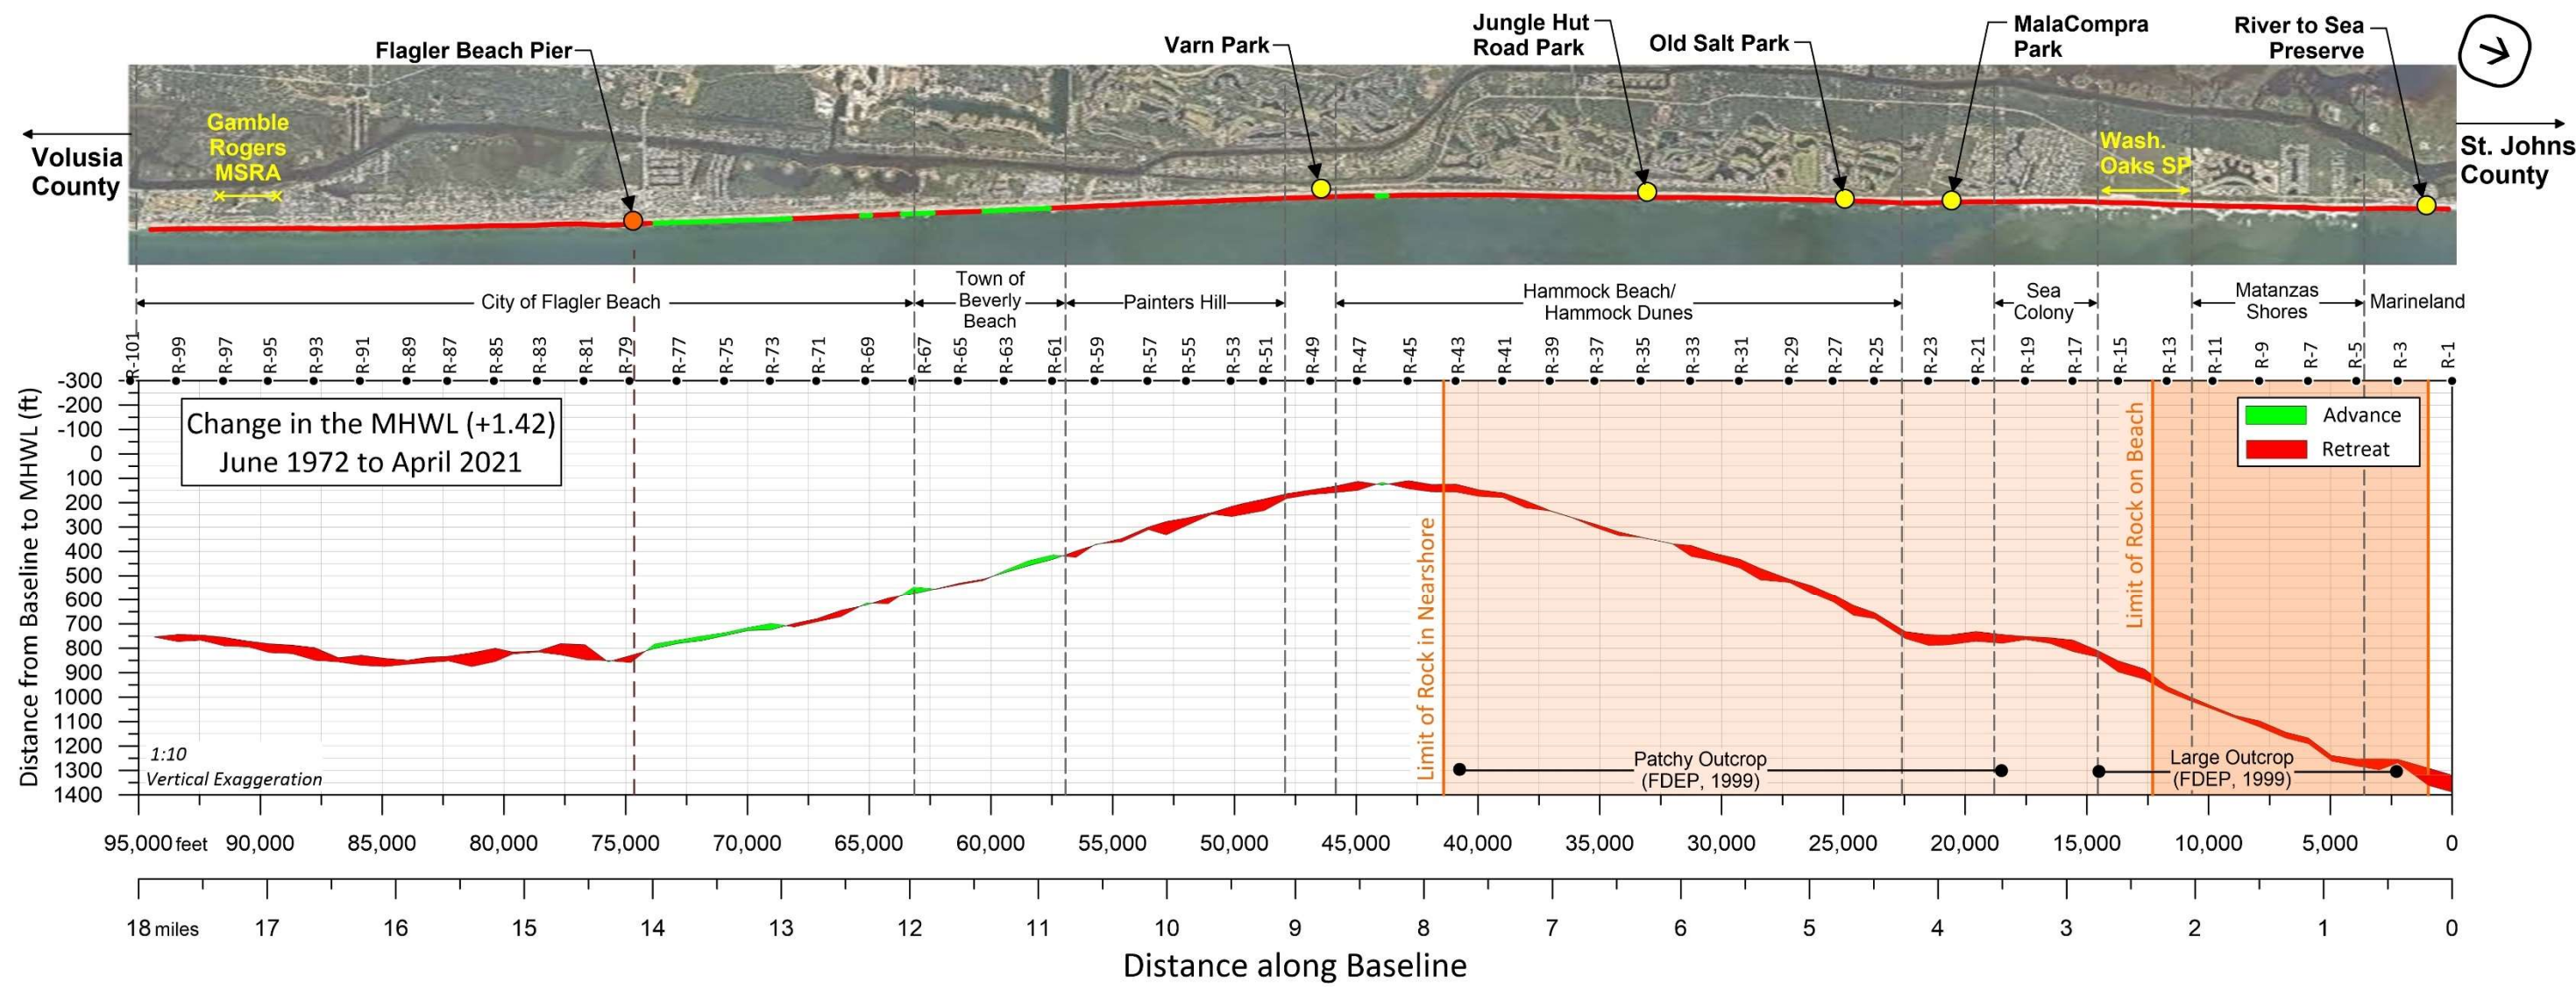 Flagler Beach Pier
Varn Park
Jungle Hut
Road Park
Old Salt Park
MalaCompra
Park
River to Sea
Preserve
Volusia
County
Gamble
Rogers
MSRA
Wash.
Oaks SP
St. Johns
County
City of Flagler Beach
Town of
Beverly
Beach
Painters Hill
Hammock Beach/
Hammock Dunes
Sea
Colony
Matanzas
Shores
Marineland
R-101 R-99 R-97 R-95 R-93 R-91 R-89 R-87 R-85 R-83 R-81 R-79 R-77 R-75 R-73 R-71 R-69 R-67 R-65 R-63 R-61 R-59 R-57 R-55 R-53 R-51 R-49 R-47 R-45 R-43 R-41 R-39 R-37 R-35 R-33 R-31 R-29 R-27 R-25 R-23 R-21 R-19 R-17 R-15 R-13 R-11 R-9 R-7 R-5 R-3 R-1
Distance from Baseline to MHWL (ft)
-300
-200
-100
0
100
200
300
400
500
600
700
800
900
1000
1100
1200
1300
1400
Change in the MHWL (+1.42)
June 1972 to April 2021
1:10
Vertical Exaggeration
Limit of Rock in Nearshore
Limit of Rock on Beach
Advance
Retreat
Patchy Outcrop
(FDEP, 1999)
Large Outcrop
(FDEP, 1999)
95,000 feet 90,000 85,000 80,000 75,000 70,000 65,000 60,000 55,000 50,000 45,000 40,000 35,000 30,000 25,000 20,000 15,000 10,000 5,000 0
18 miles 17 16 15 14 13 12 11 10 9 8 7 6 5 4 3 2 1 0
Distance along Baseline